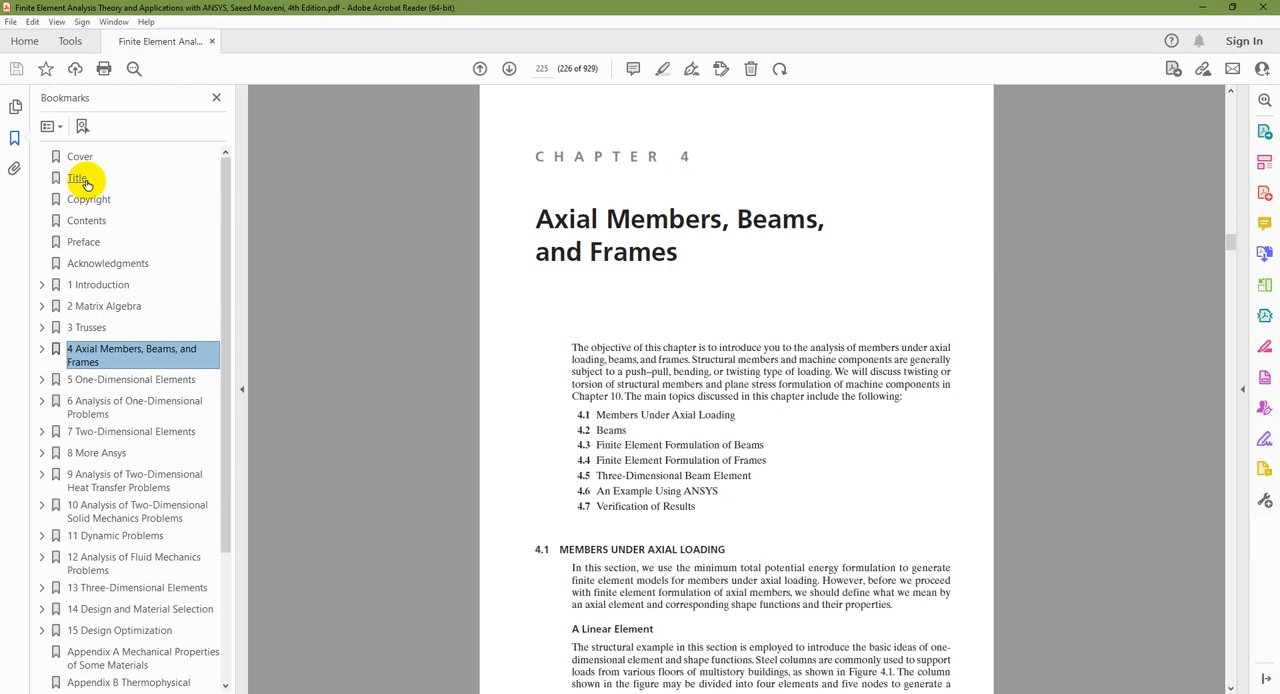 Finite Element Analysis Theory and Applications with ANSYS, Saeed Moaveni, 4th Edition.pdf - Adobe Acrobat Reader (64-bit)
File Edit View Sign Window Help
Home Tools Finite Element Anal... × Sign In
225 (226 of 929)
Bookmarks
Cover
Title
Copyright
Contents
Preface
Acknowledgments
1 Introduction
2 Matrix Algebra
3 Trusses
4 Axial Members, Beams, and
Frames
5 One-Dimensional Elements
6 Analysis of One-Dimensional
Problems
7 Two-Dimensional Elements
8 More Ansys
9 Analysis of Two-Dimensional
Heat Transfer Problems
10 Analysis of Two-Dimensional
Solid Mechanics Problems
11 Dynamic Problems
12 Analysis of Fluid Mechanics
Problems
13 Three-Dimensional Elements
14 Design and Material Selection
15 Design Optimization
Appendix A Mechanical Properties
of Some Materials
Appendix B Thermophysical
CHAPTER 4
Axial Members, Beams,
and Frames
The objective of this chapter is to introduce you to the analysis of members under axial
loading, beams, and frames. Structural members and machine components are generally
subject to a push–pull, bending, or twisting type of loading. We will discuss twisting or
torsion of structural members and plane stress formulation of machine components in
Chapter 10. The main topics discussed in this chapter include the following:
4.1 Members Under Axial Loading
4.2 Beams
4.3 Finite Element Formulation of Beams
4.4 Finite Element Formulation of Frames
4.5 Three-Dimensional Beam Element
4.6 An Example Using ANSYS
4.7 Verification of Results
4.1 MEMBERS UNDER AXIAL LOADING
In this section, we use the minimum total potential energy formulation to generate
finite element models for members under axial loading. However, before we proceed
with finite element formulation of axial members, we should define what we mean by
an axial element and corresponding shape functions and their properties.
A Linear Element
The structural example in this section is employed to introduce the basic ideas of one-
dimensional element and shape functions. Steel columns are commonly used to support
loads from various floors of multistory buildings, as shown in Figure 4.1. The column
shown in the figure may be divided into four elements and five nodes to generate a